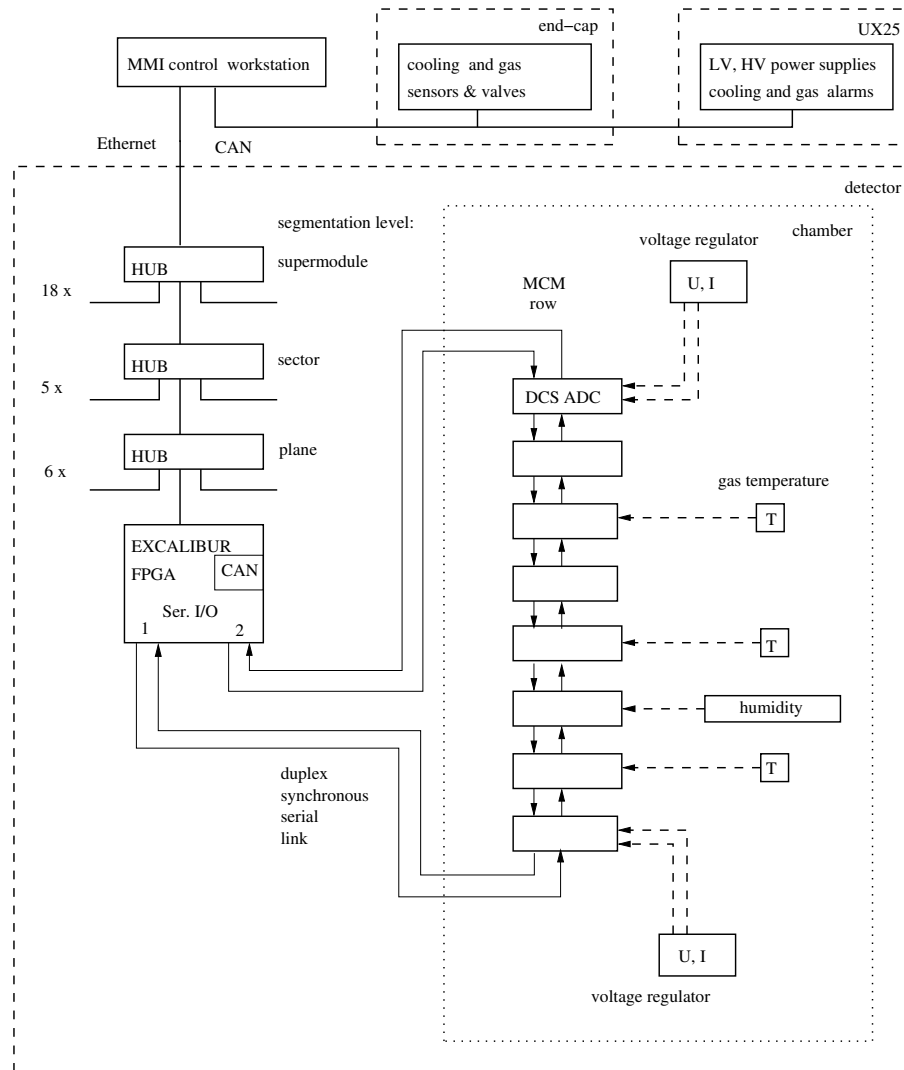 end−cap
UX25
MMI control workstation
cooling and gas
sensors & valves
LV, HV power supplies
cooling and gas alarms
Ethernet
CAN
detector
segmentation level:
chamber
supermodule
HUB
18 x
voltage regulator
U, I
MCM
row
HUB
sector
5 x
DCS ADC
HUB
plane
6 x
gas temperature
T
EXCALIBUR
FPGA
CAN
Ser. I/O
1
2
T
humidity
T
duplex
synchronous
serial
link
U, I
voltage regulator